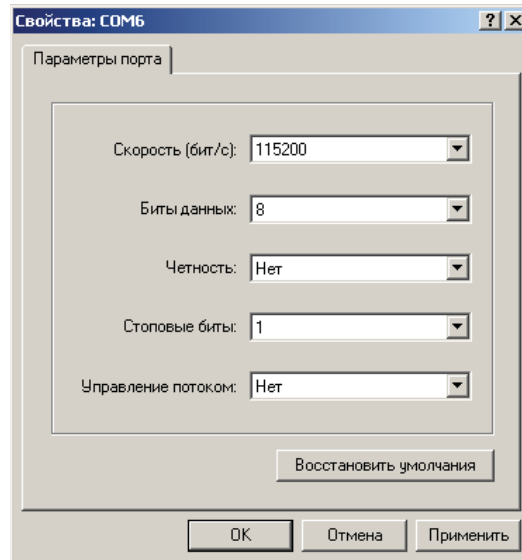 Свойства: COM6
Параметры порта
Скорость (бит/с): 115200
Биты данных: 8
Четность: Нет
Стоповые биты: 1
Управление потоком: Нет
Восстановить умолчания
OK Отмена Применить